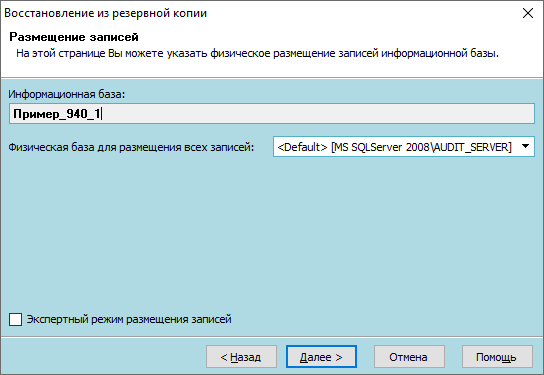 Восстановление из резервной копии
Размещение записей
На этой странице Вы можете указать физическое размещение записей информационной базы.
Информационная база:
Пример_940_1
Физическая база для размещения всех записей:
<Default> [MS SQLServer 2008\AUDIT_SERVER]
Экспертный режим размещения записей
< Назад
Далее >
Отмена
Помощь